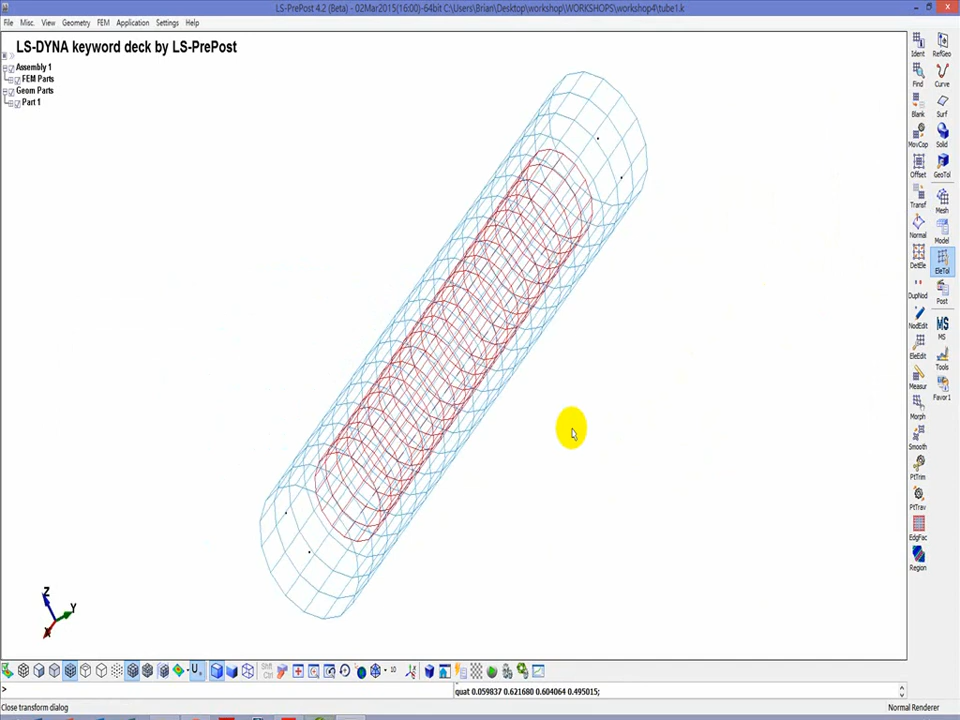 LS-PrePost 4.2 (Beta) - 02Mar2015(16:00)-64bit C:\Users\Brian\Desktop\workshop\WORKSHOPS\workshop4\tube1.k
File Misc. View Geometry FEM Application Settings Help
LS-DYNA keyword deck by LS-PrePost
Assembly 1
FEM Parts
Geom Parts
Part 1
Ident RefGeo
Find Curve
Blank Surf
MovCop Solid
Offset GeoTol
Transf Mesh
Normal Model
DetEle EleTol
DupNod Post
NodEdit MS
EleEdit Tools
Measur Favor1
Morph
Smooth
PtTrim
PtTrav
EdgFac
Region
Z
Y
X
>
quat 0.059837 0.621680 0.604064 0.495015;
Close transform dialog
Normal Renderer